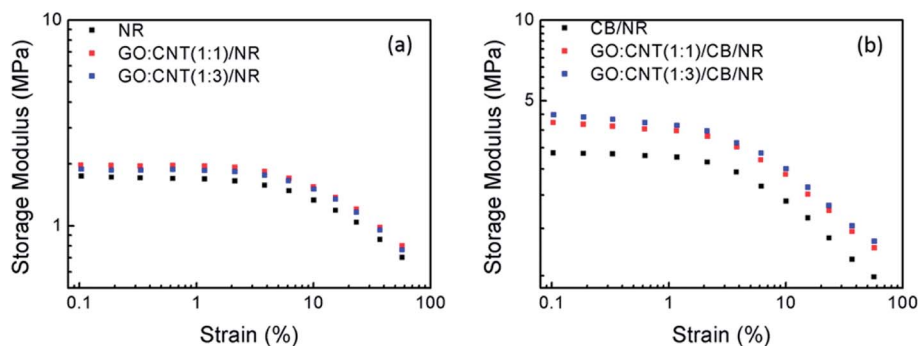 10
NR
(a)
GO:CNT(1:1)/NR
GO:CNT(1:3)/NR
Storage Modulus (MPa)
1
0.1 1 10 100
Strain (%)
10
CB/NR
(b)
GO:CNT(1:1)/CB/NR
GO:CNT(1:3)/CB/NR
Storage Modulus (MPa)
5
0.1 1 10 100
Strain (%)